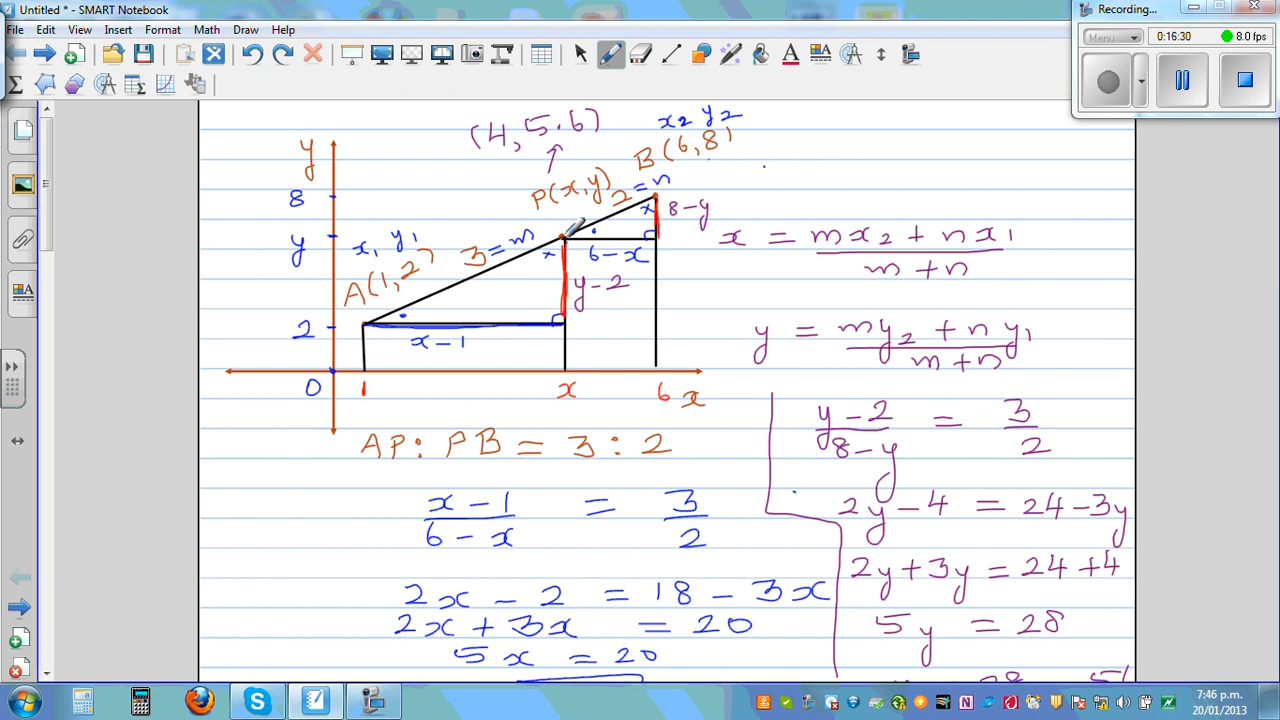 Untitled * - SMART Notebook
Recording...
File Edit View Insert Format Math Draw Help
Menu
0:16:30
8.0 fps
(4, 5.6)
x2 y2
B(6,8)
y
P(x,y)
2 = n
8
8-y
y
x1 y1
3 = m
6-x
A(1,2)
y-2
2
x-1
0
1
x
6
x
x = mx2 + nx1
m+n
y = my2 + ny1
m+n
AP : PB = 3 : 2
x-1 = 3
6-x 2
2x - 2 = 18 - 3x
2x + 3x = 20
5x = 20
y-2 = 3
8-y 2
2y - 4 = 24 - 3y
2y + 3y = 24 + 4
5y = 28
7:46 p.m.
20/01/2013